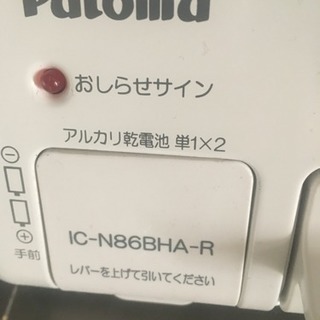 Paloma
おしらせサイン
アルカリ乾電池 単1×2
⊖
⊕
手前
IC-N86BHA-R
レバーを上げて引いてください